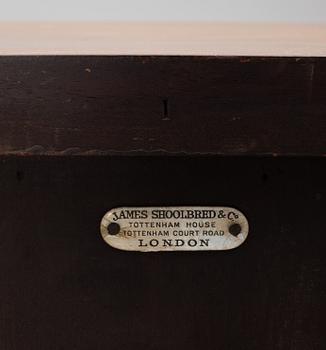 I
JAMES SHOOLBRED & Co
TOTTENHAM HOUSE
TOTTENHAM COURT ROAD
LONDON